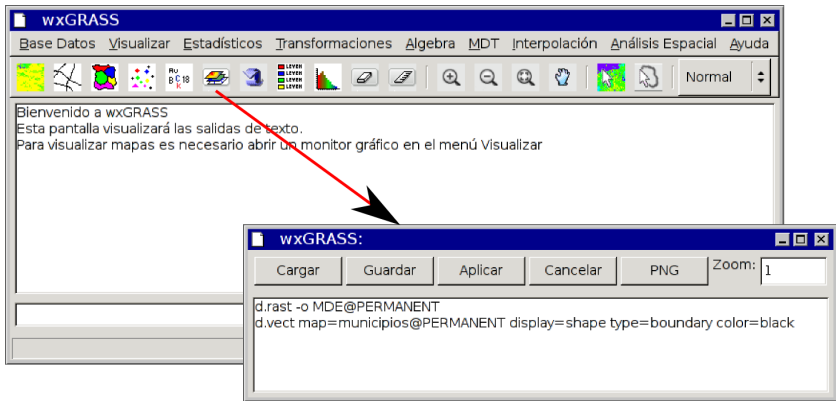 wxGRASS
Base Datos Visualizar Estadísticos Transformaciones Algebra MDT Interpolación Análisis Espacial Ayuda
Normal
Bienvenido a wxGRASS
Esta pantalla visualizará las salidas de texto.
Para visualizar mapas es necesario abrir un monitor gráfico en el menú Visualizar
wxGRASS:
Cargar Guardar Aplicar Cancelar PNG Zoom: 1
d.rast -o MDE@PERMANENT
d.vect map=municipios@PERMANENT display=shape type=boundary color=black